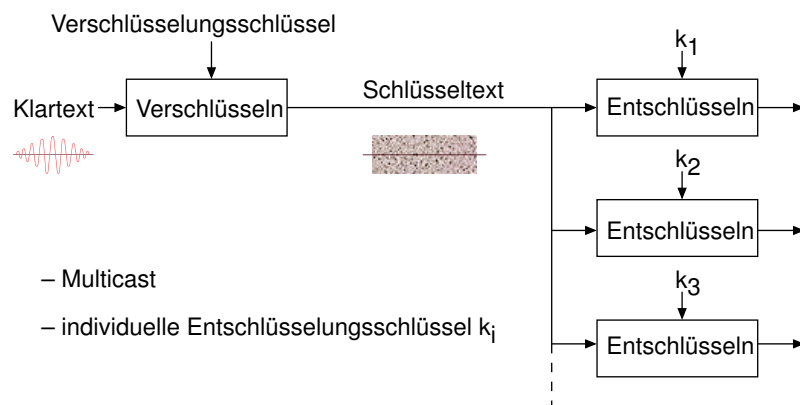 Verschlüsselungsschlüssel
k1
Klartext
Verschlüsseln
Schlüsseltext
Entschlüsseln
k2
Entschlüsseln
– Multicast
k3
– individuelle Entschlüsselungsschlüssel ki
Entschlüsseln